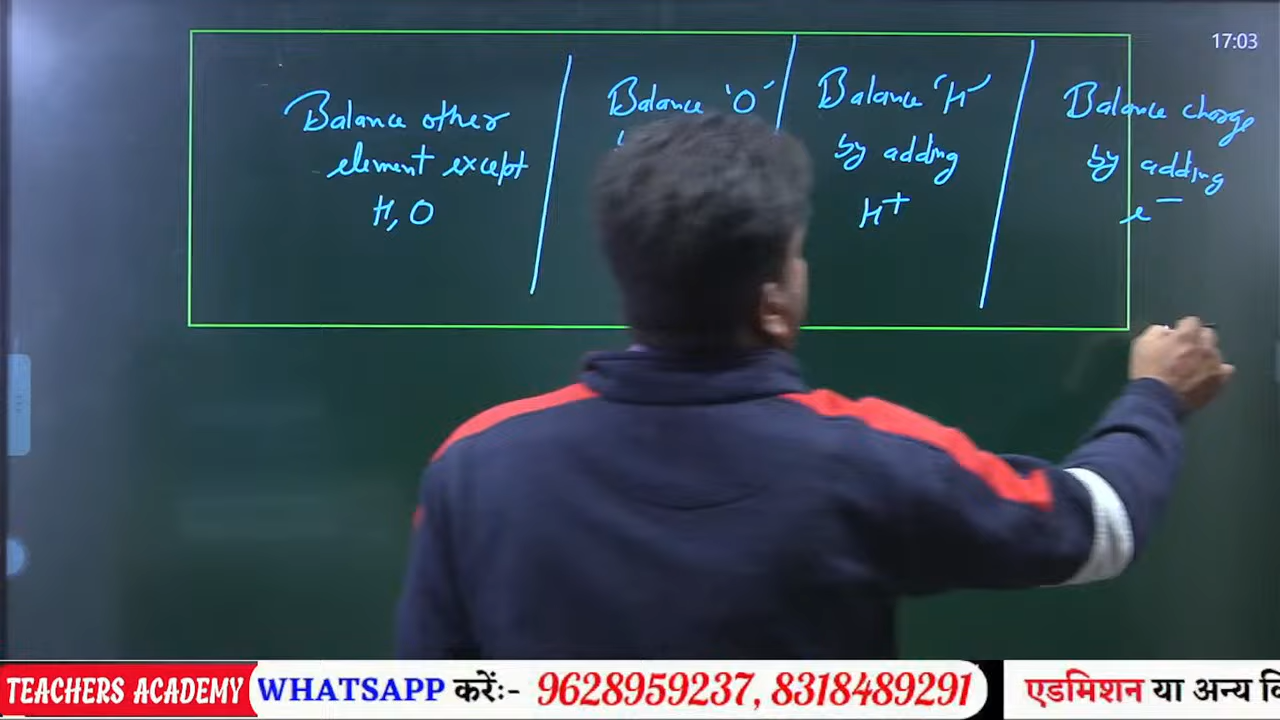 17:03
Balance other
element except
H, O
Balance 'O'
Balance 'H'
by adding
H+
Balance charge
by adding
e−
TEACHERS ACADEMY
WHATSAPP करेंः- 9628959237, 8318489291
एडमिशन या अन्य